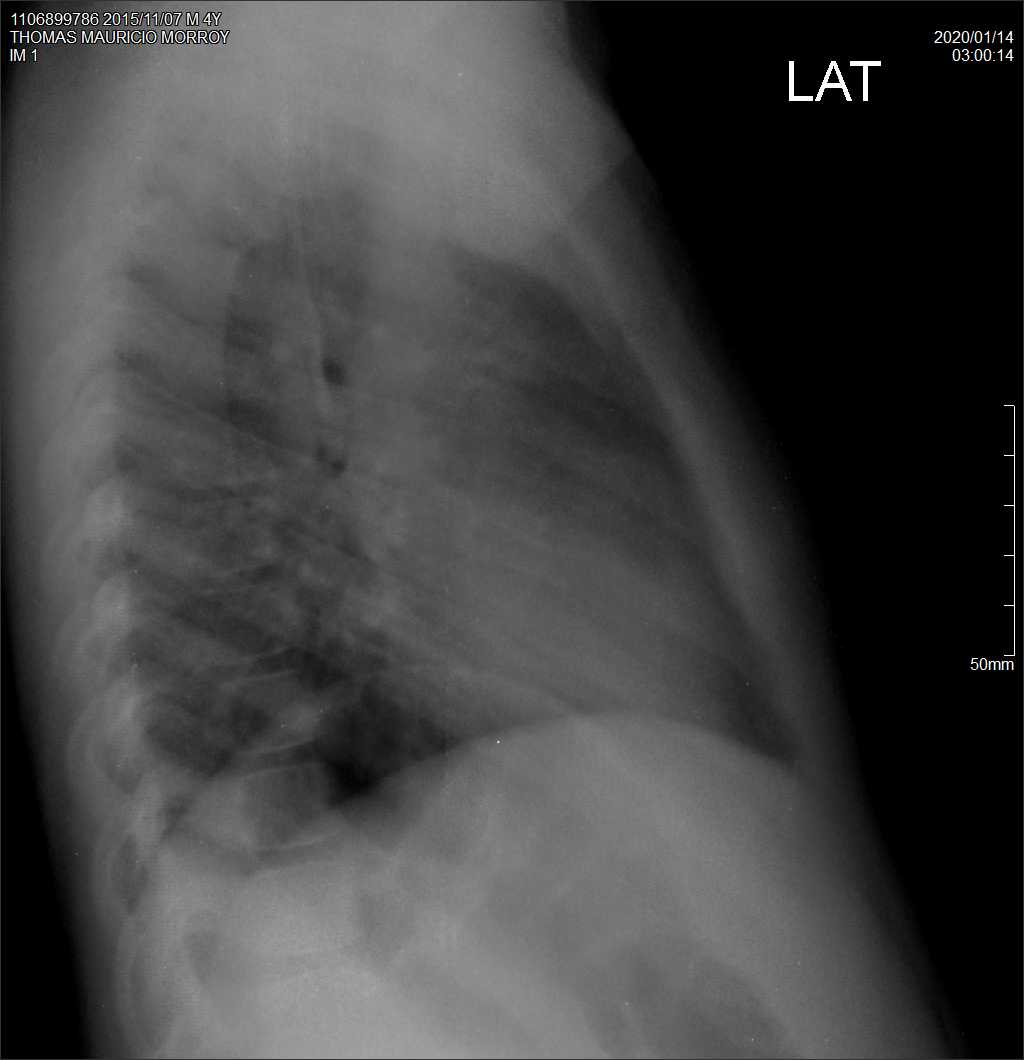 1106899786 2015/11/07 M 4Y
THOMAS MAURICIO MORROY
IM 1
2020/01/14
03:00:14
LAT
50mm